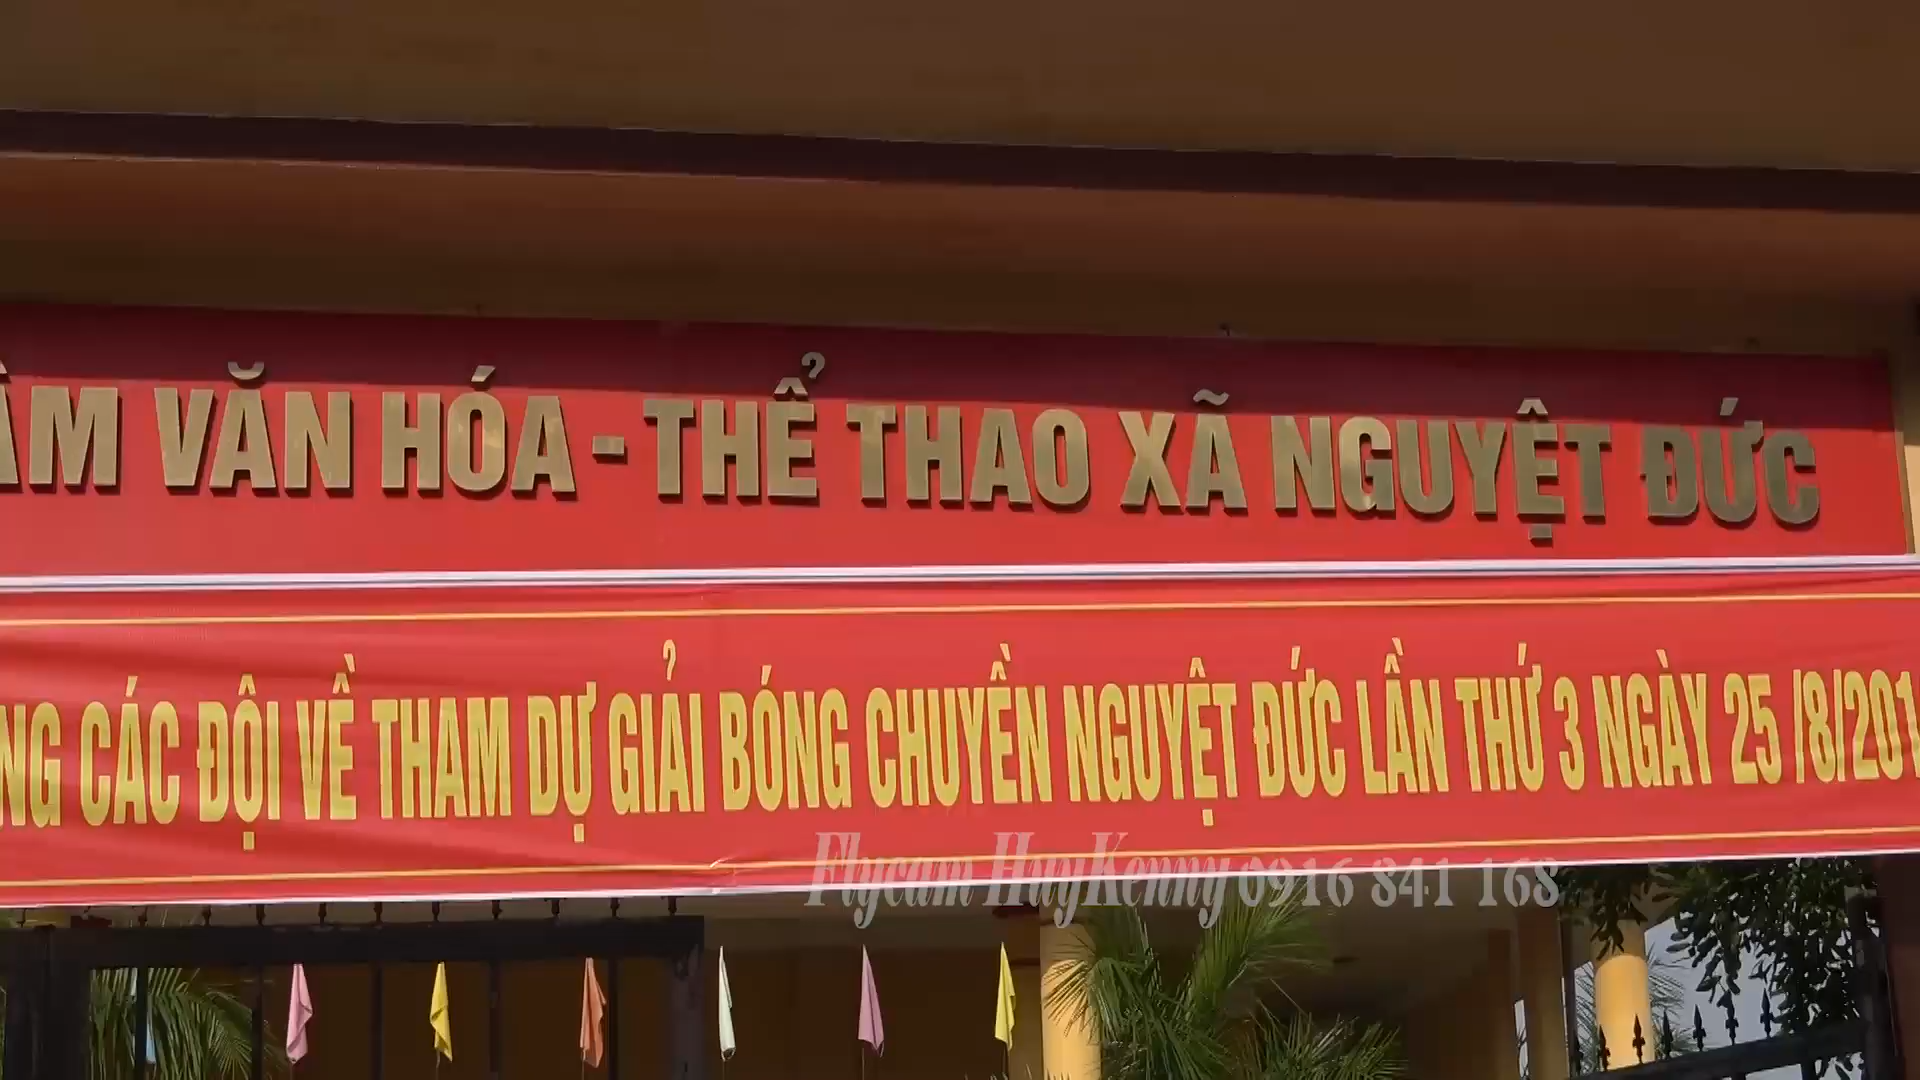 ÂM VĂN HÓA - THỂ THAO XÃ NGUYỆT ĐỨC
NG CÁC ĐỘI VỀ THAM DỰ GIẢI BÓNG CHUYỀN NGUYỆT ĐỨC LẦN THỨ 3 NGÀY 25 /8/201
Flycam HuyKenny 0916 841 168